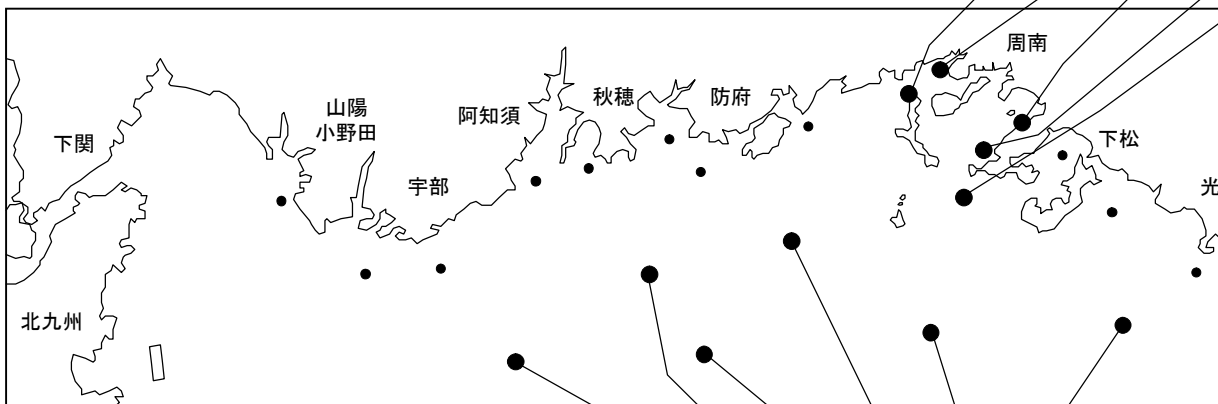 周南
山陽
小野田
阿知須
秋穂
防府
下関
下松
宇部
光
北九州